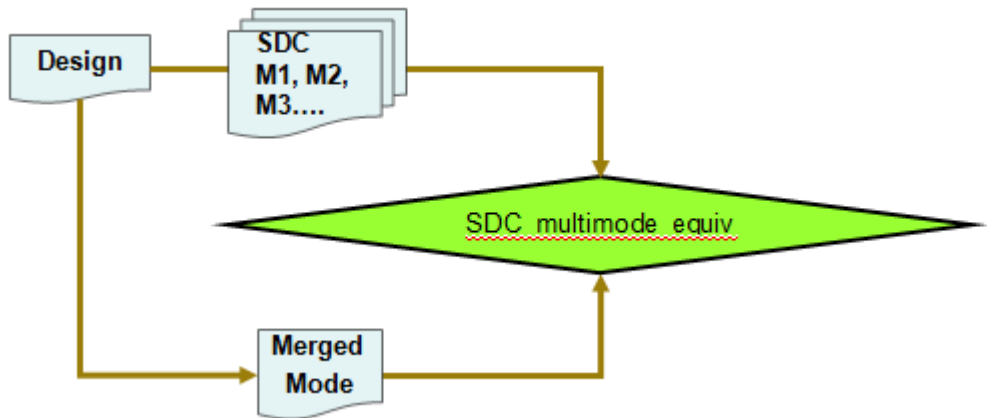 Design
SDC
M1, M2,
M3....
SDC multimode equiv
Merged
Mode